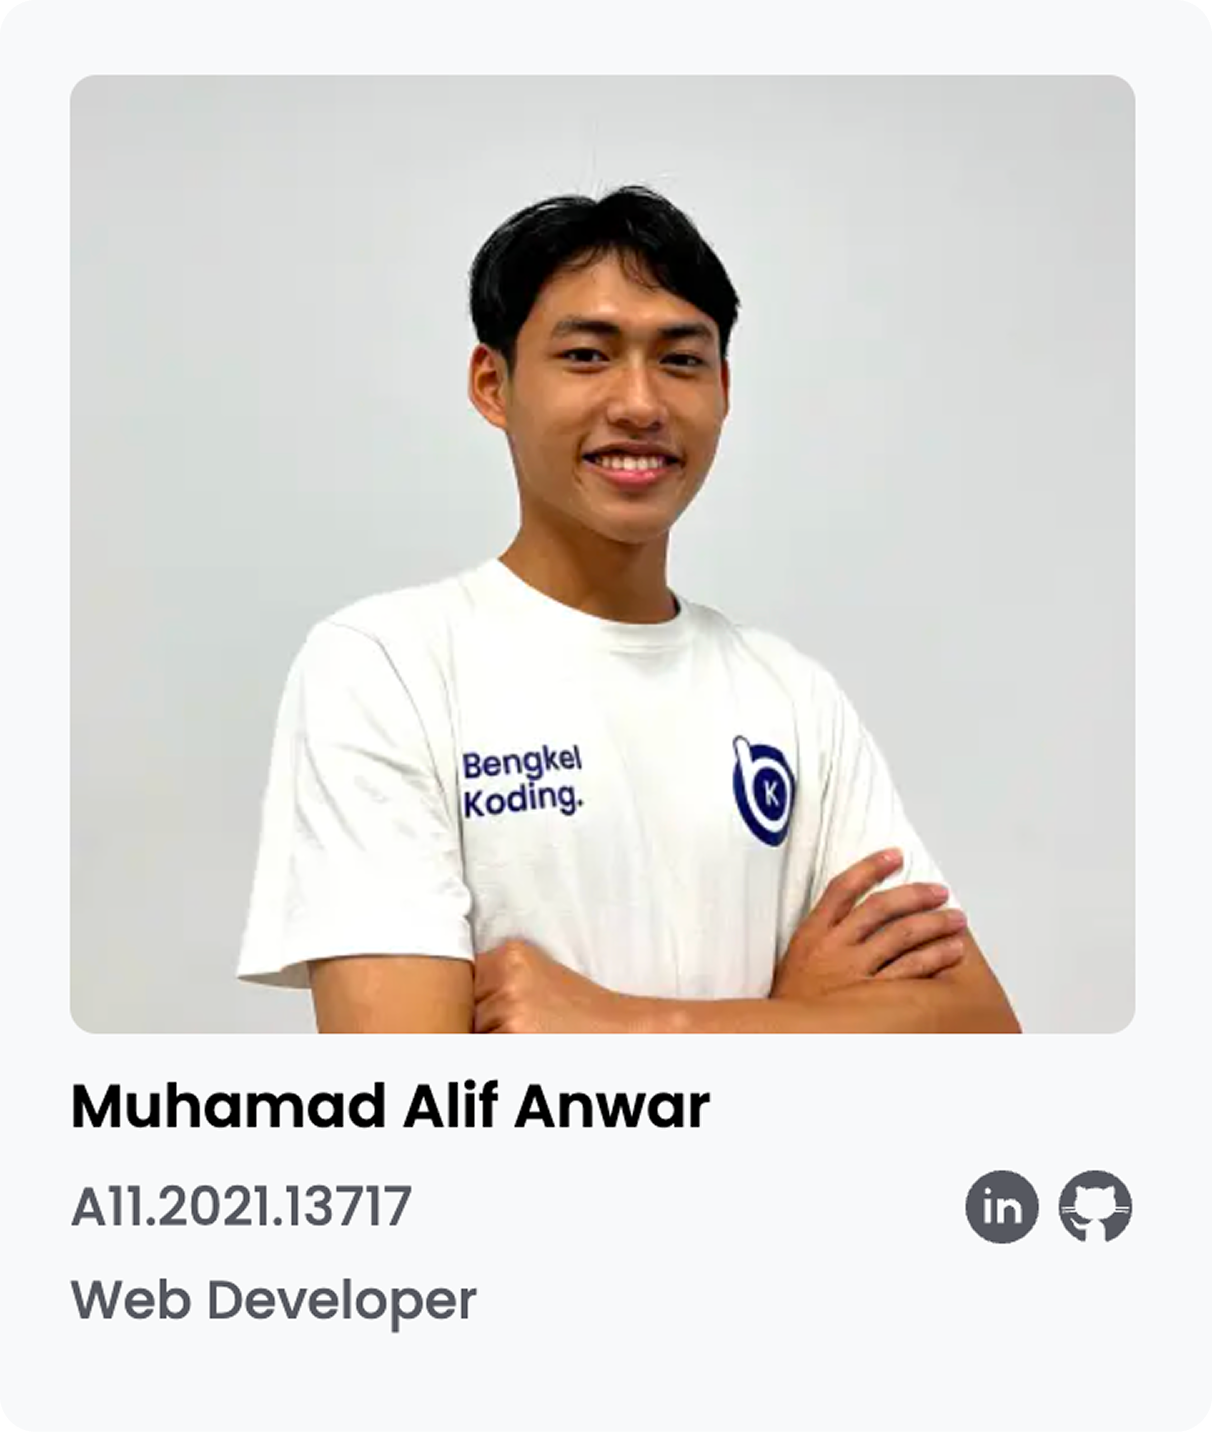 Bengkel
Koding.
K
Muhamad Alif Anwar
A11.2021.13717
in
Web Developer